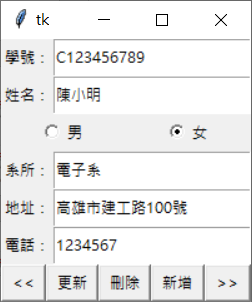 tk
學號： C123456789
姓名： 陳小明
男 女
系所： 電子系
地址： 高雄市建工路100號
電話： 1234567
<< 更新 刪除 新增 >>